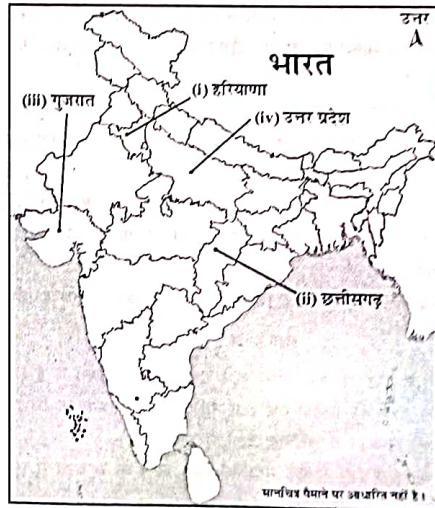 उत्तर
भारत
(i) हरियाणा
(iii) गुजरात
(iv) उत्तर प्रदेश
(ii) छत्तीसगढ़
मानचित्र पैमाने पर आधारित नहीं है।